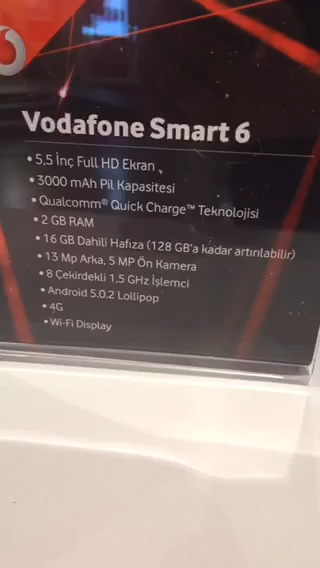 Vodafone Smart 6
• 5,5 İnç Full HD Ekran
• 3000 mAh Pil Kapasitesi
• Qualcomm® Quick Charge™ Teknolojisi
• 2 GB RAM
• 16 GB Dahili Hafıza (128 GB'a kadar artırılabilir)
• 13 Mp Arka, 5 MP Ön Kamera
• 8 Çekirdekli 1,5 GHz İşlemci
• Android 5.0.2 Lollipop
• 4G
• Wi-Fi Display